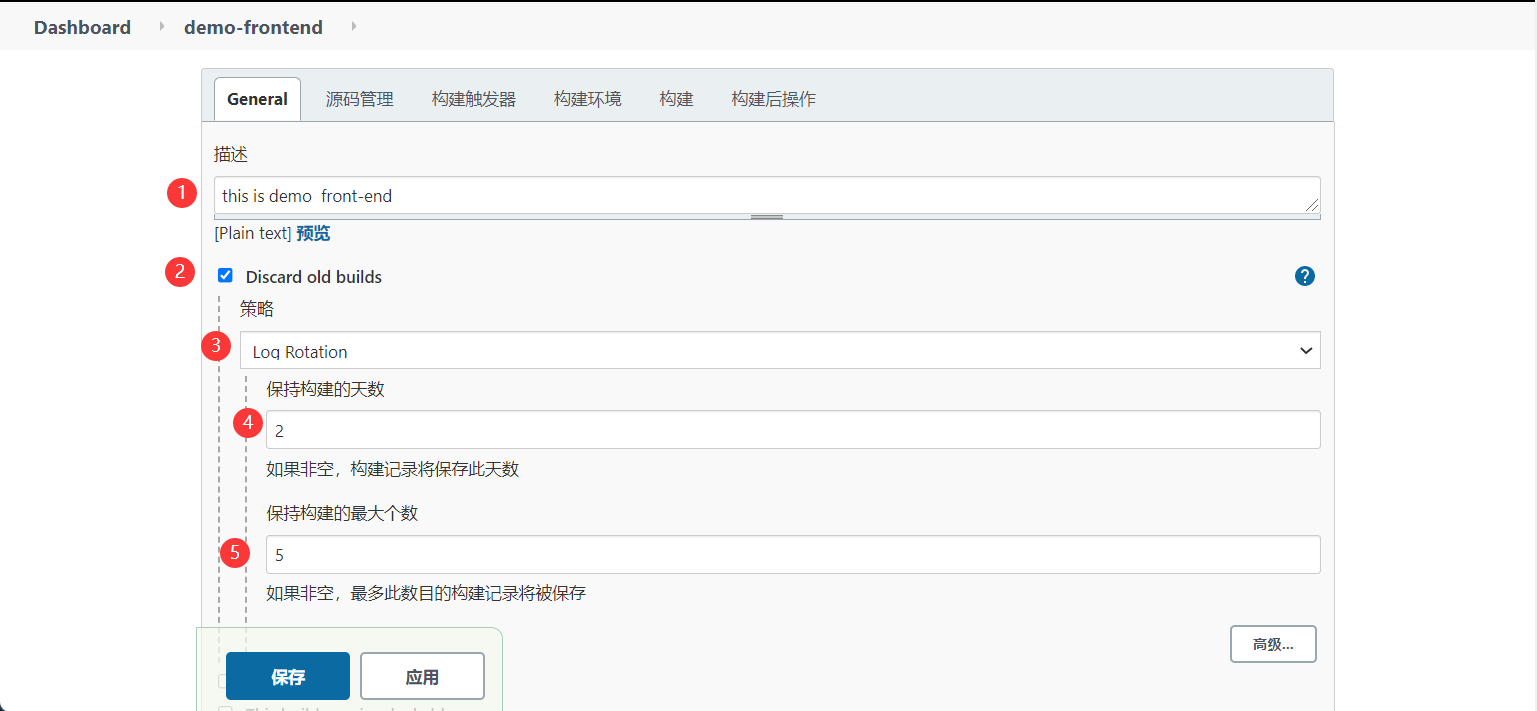 Dashboard demo-frontend
General 源码管理 构建触发器 构建环境 构建 构建后操作
描述
1 this is demo  front-end
[Plain text] 预览
2 Discard old builds ?
策略
3 Log Rotation
保持构建的天数
4 2
如果非空，构建记录将保存此天数
保持构建的最大个数
5 5
如果非空，最多此数目的构建记录将被保存
高级...
保存 应用